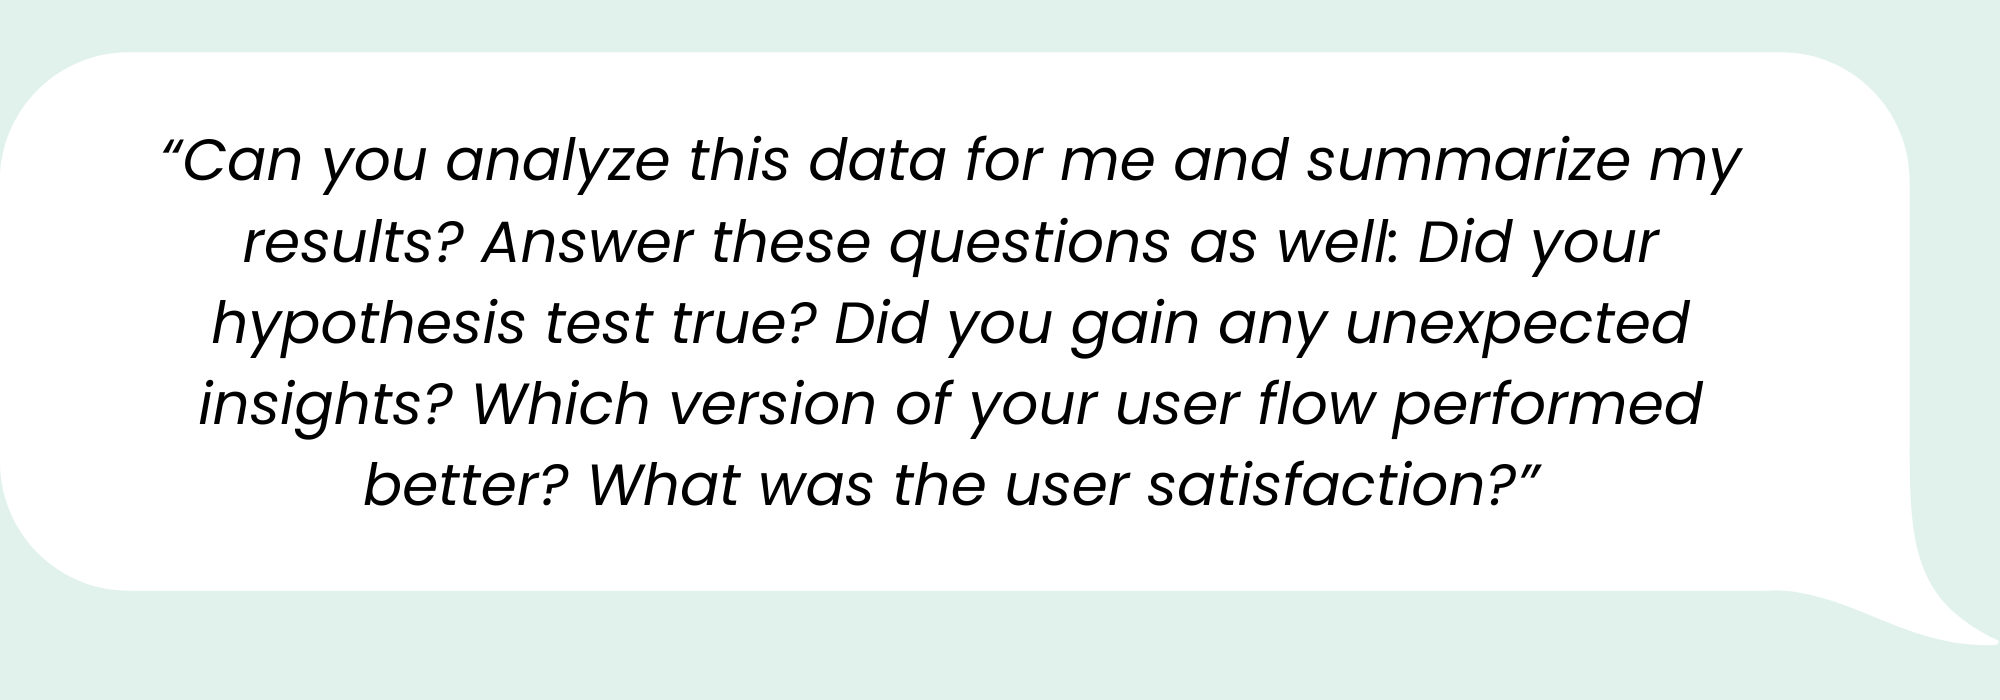 “Can you analyze this data for me and summarize my
results? Answer these questions as well: Did your
hypothesis test true? Did you gain any unexpected
insights? Which version of your user flow performed
better? What was the user satisfaction?”